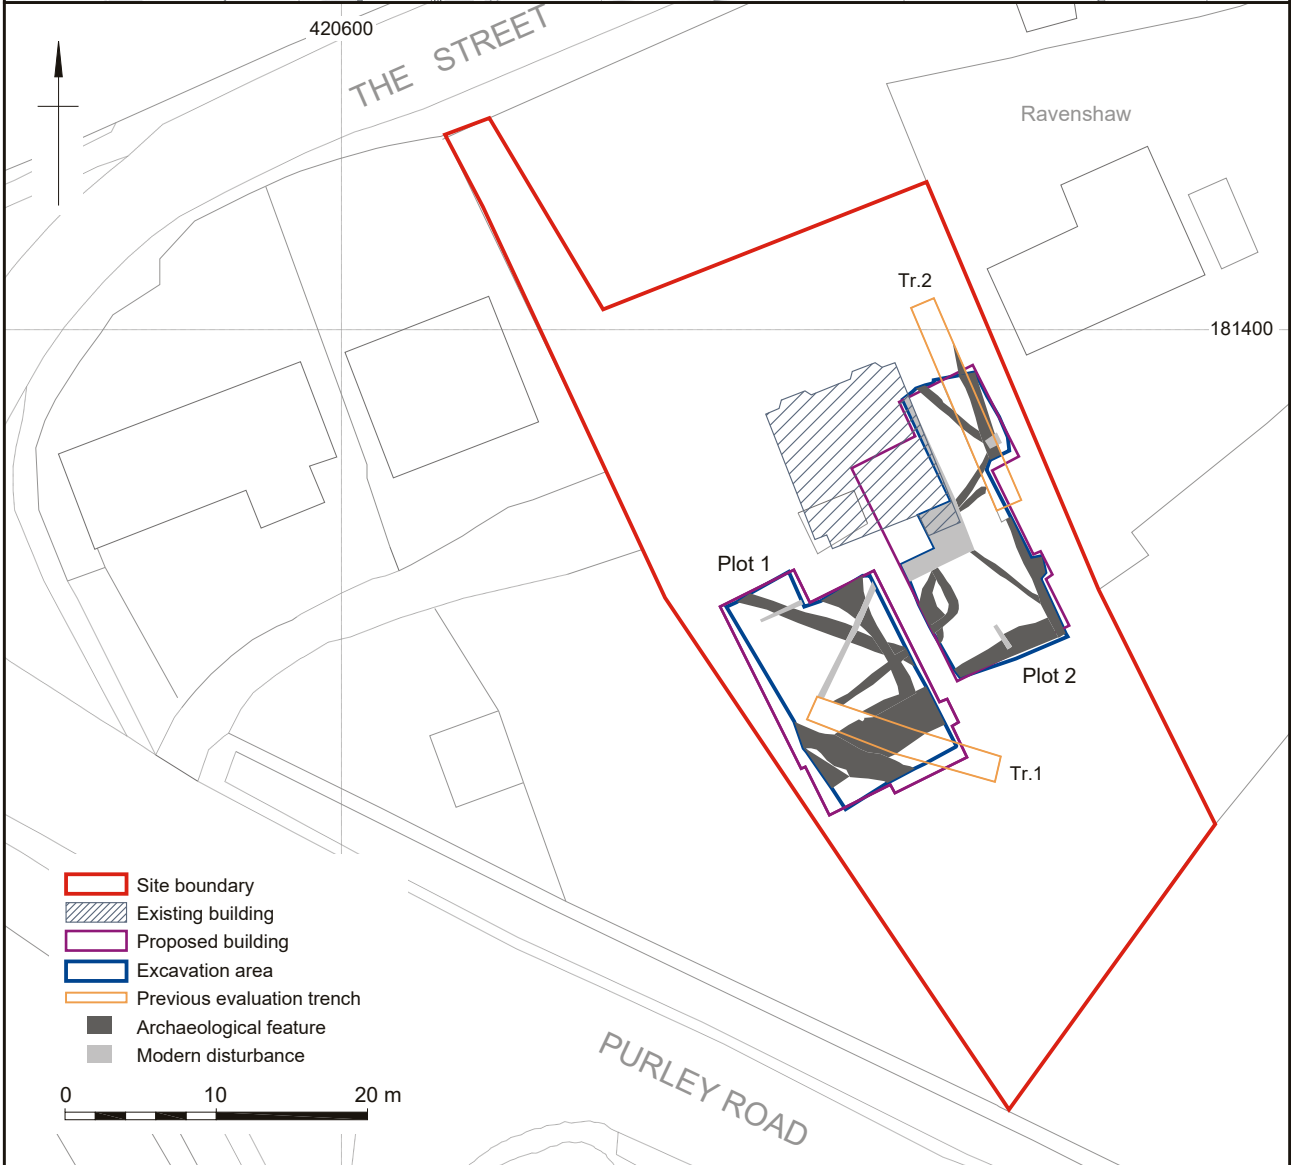 420600
THE STREET
Ravenshaw
Tr.2
181400
Plot 1
Plot 2
Tr.1
Site boundary
Existing building
Proposed building
Excavation area
Previous evaluation trench
Archaeological feature
Modern disturbance
0 10 20 m
PURLEY ROAD